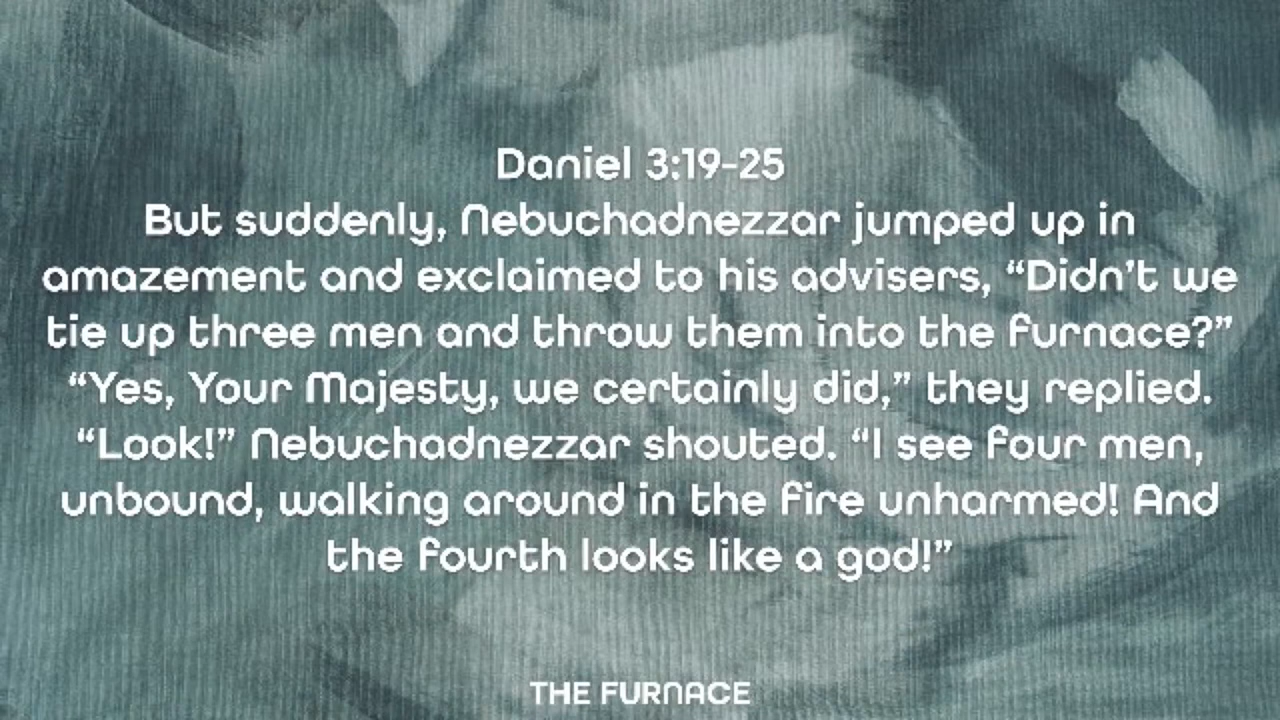 Daniel 3:19-25
But suddenly, Nebuchadnezzar jumped up in
amazement and exclaimed to his advisers, “Didn’t we
tie up three men and throw them into the furnace?”
“Yes, Your Majesty, we certainly did,” they replied.
“Look!” Nebuchadnezzar shouted. “I see four men,
unbound, walking around in the fire unharmed! And
the fourth looks like a god!”
THE FURNACE